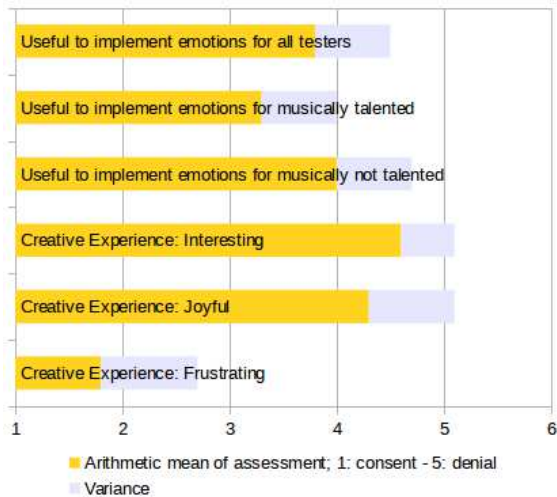 Useful to implement emotions for all testers
Useful to implement emotions for musically talented
Useful to implement emotions for musically not talented
Creative Experience: Interesting
Creative Experience: Joyful
Creative Experience: Frustrating
1 2 3 4 5 6
Arithmetic mean of assessment; 1: consent - 5: denial
Variance